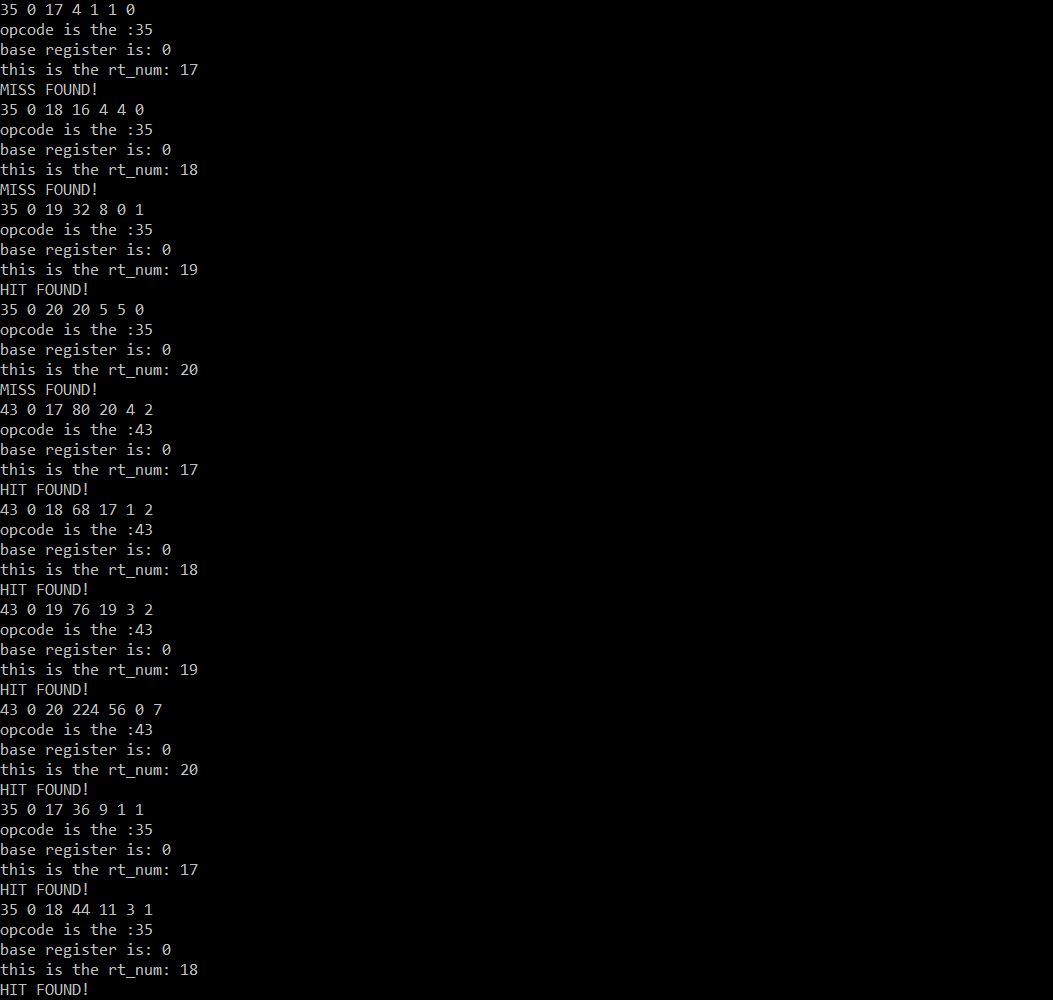 35 0 17 4 1 1 0
opcode is the :35
base register is: 0
this is the rt_num: 17
MISS FOUND!
35 0 18 16 4 4 0
opcode is the :35
base register is: 0
this is the rt_num: 18
MISS FOUND!
35 0 19 32 8 0 1
opcode is the :35
base register is: 0
this is the rt_num: 19
HIT FOUND!
35 0 20 20 5 5 0
opcode is the :35
base register is: 0
this is the rt_num: 20
MISS FOUND!
43 0 17 80 20 4 2
opcode is the :43
base register is: 0
this is the rt_num: 17
HIT FOUND!
43 0 18 68 17 1 2
opcode is the :43
base register is: 0
this is the rt_num: 18
HIT FOUND!
43 0 19 76 19 3 2
opcode is the :43
base register is: 0
this is the rt_num: 19
HIT FOUND!
43 0 20 224 56 0 7
opcode is the :43
base register is: 0
this is the rt_num: 20
HIT FOUND!
35 0 17 36 9 1 1
opcode is the :35
base register is: 0
this is the rt_num: 17
HIT FOUND!
35 0 18 44 11 3 1
opcode is the :35
base register is: 0
this is the rt_num: 18
HIT FOUND!